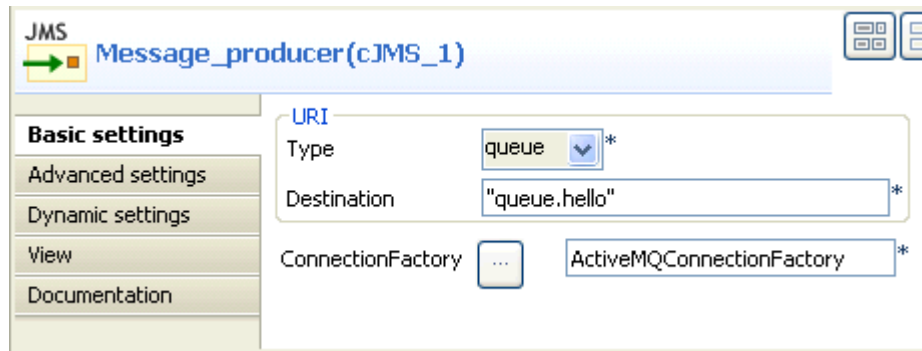 JMS
Message_producer(cJMS_1)
Basic settings
Advanced settings
Dynamic settings
View
Documentation
URI
Type queue *
Destination "queue.hello" *
ConnectionFactory ... ActiveMQConnectionFactory *